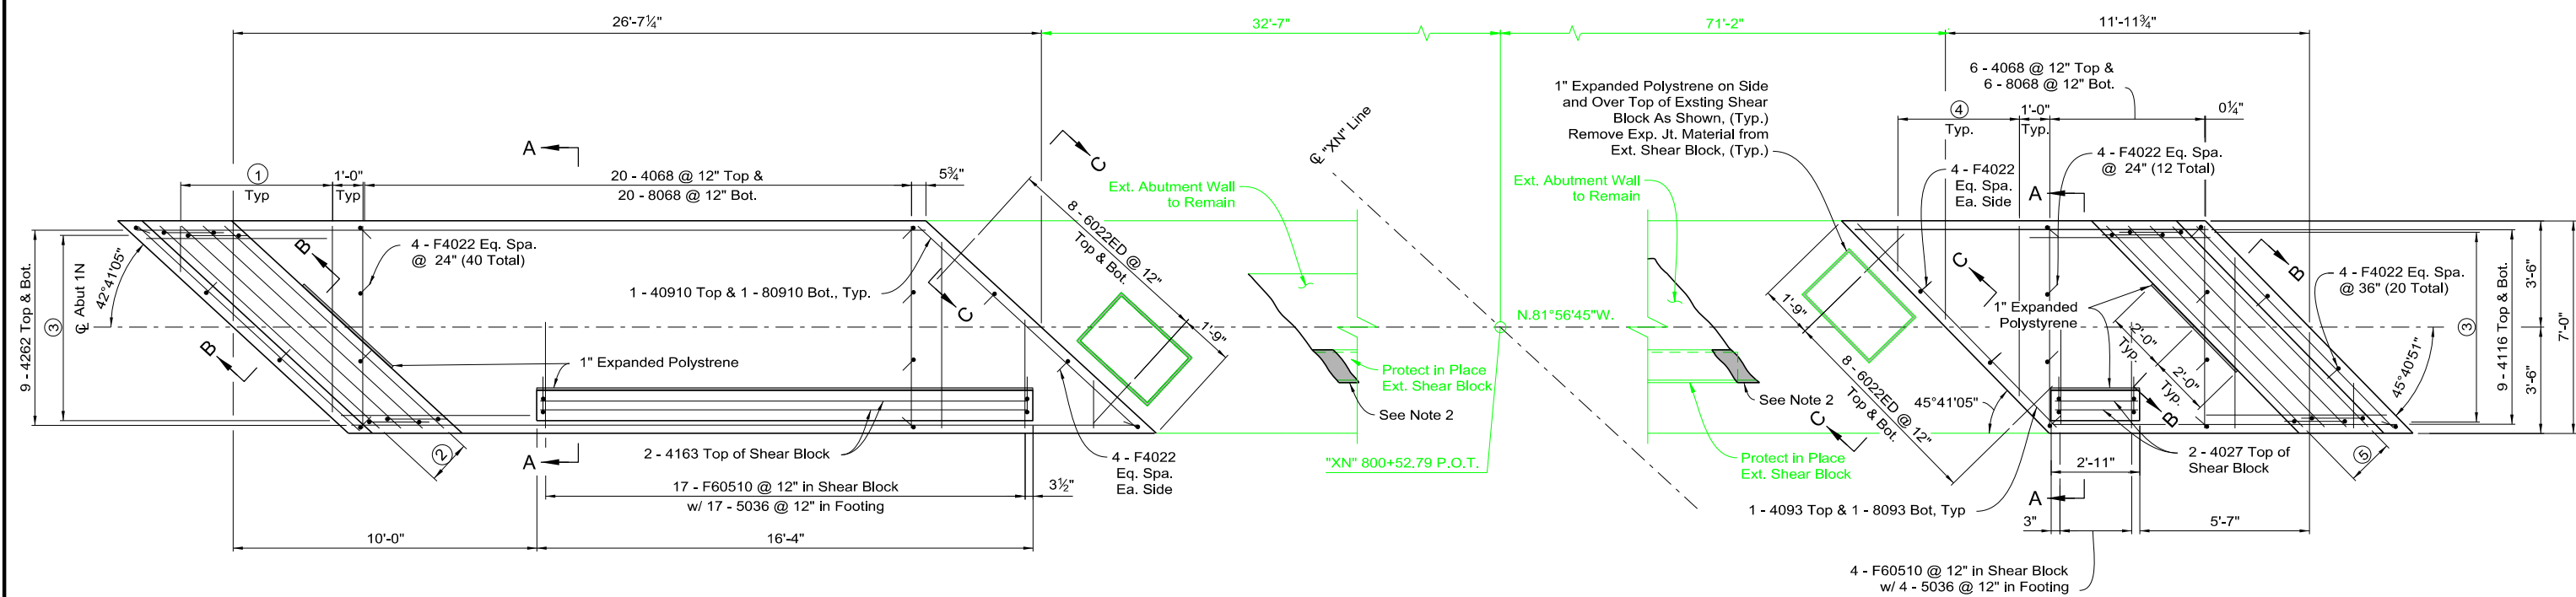 26'-7¼"
32'-7"
71'-2"
11'-11¾"
6 - 4068 @ 12" Top &
6 - 8068 @ 12" Bot.
1" Expanded Polystrene on Side
and Over Top of Exsting Shear
Block As Shown, (Typ.)
Remove Exp. Jt. Material from
Ext. Shear Block, (Typ.)
℄ "XN" Line
4
Typ.
1'-0"
Typ.
0¼"
A
C
1
Typ
1'-0"
Typ
20 - 4068 @ 12" Top &
20 - 8068 @ 12" Bot.
5¾"
Ext. Abutment Wall
to Remain
Ext. Abutment Wall
to Remain
4 - F4022
Eq. Spa.
Ea. Side
4 - F4022 Eq. Spa.
@ 24" (12 Total)
A
8 - 6022ED @ 12"
Top & Bot.
1'-9"
9 - 4262 Top & Bot.
3
℄ Abut 1N
42°41'05"
B
B
4 - F4022 Eq. Spa.
@ 24" (40 Total)
1 - 40910 Top & 1 - 80910 Bot., Typ.
C
1" Expanded Polystrene
N.81°56'45"W.
Protect in Place
Ext. Shear Block
See Note 2
See Note 2
1'-9"
8 - 6022ED @ 12"
Top & Bot.
C
C
45°41'05"
1" Expanded
Polystyrene
2'-0"
Typ.
2'-0"
Typ.
B
B
4 - F4022 Eq. Spa.
@ 36" (20 Total)
45°40'51"
3
9 - 4116 Top & Bot.
3'-6"
3'-6"
7'-0"
2
A
2 - 4163 Top of Shear Block
4 - F4022
Eq. Spa.
Ea. Side
"XN" 800+52.79 P.O.T.
Protect in Place
Ext. Shear Block
2'-11"
2 - 4027 Top of
Shear Block
5
17 - F60510 @ 12" in Shear Block
w/ 17 - 5036 @ 12" in Footing
3½"
1 - 4093 Top & 1 - 8093 Bot, Typ
A
3"
5'-7"
10'-0"
16'-4"
4 - F60510 @ 12" in Shear Block
w/ 4 - 5036 @ 12" in Footing